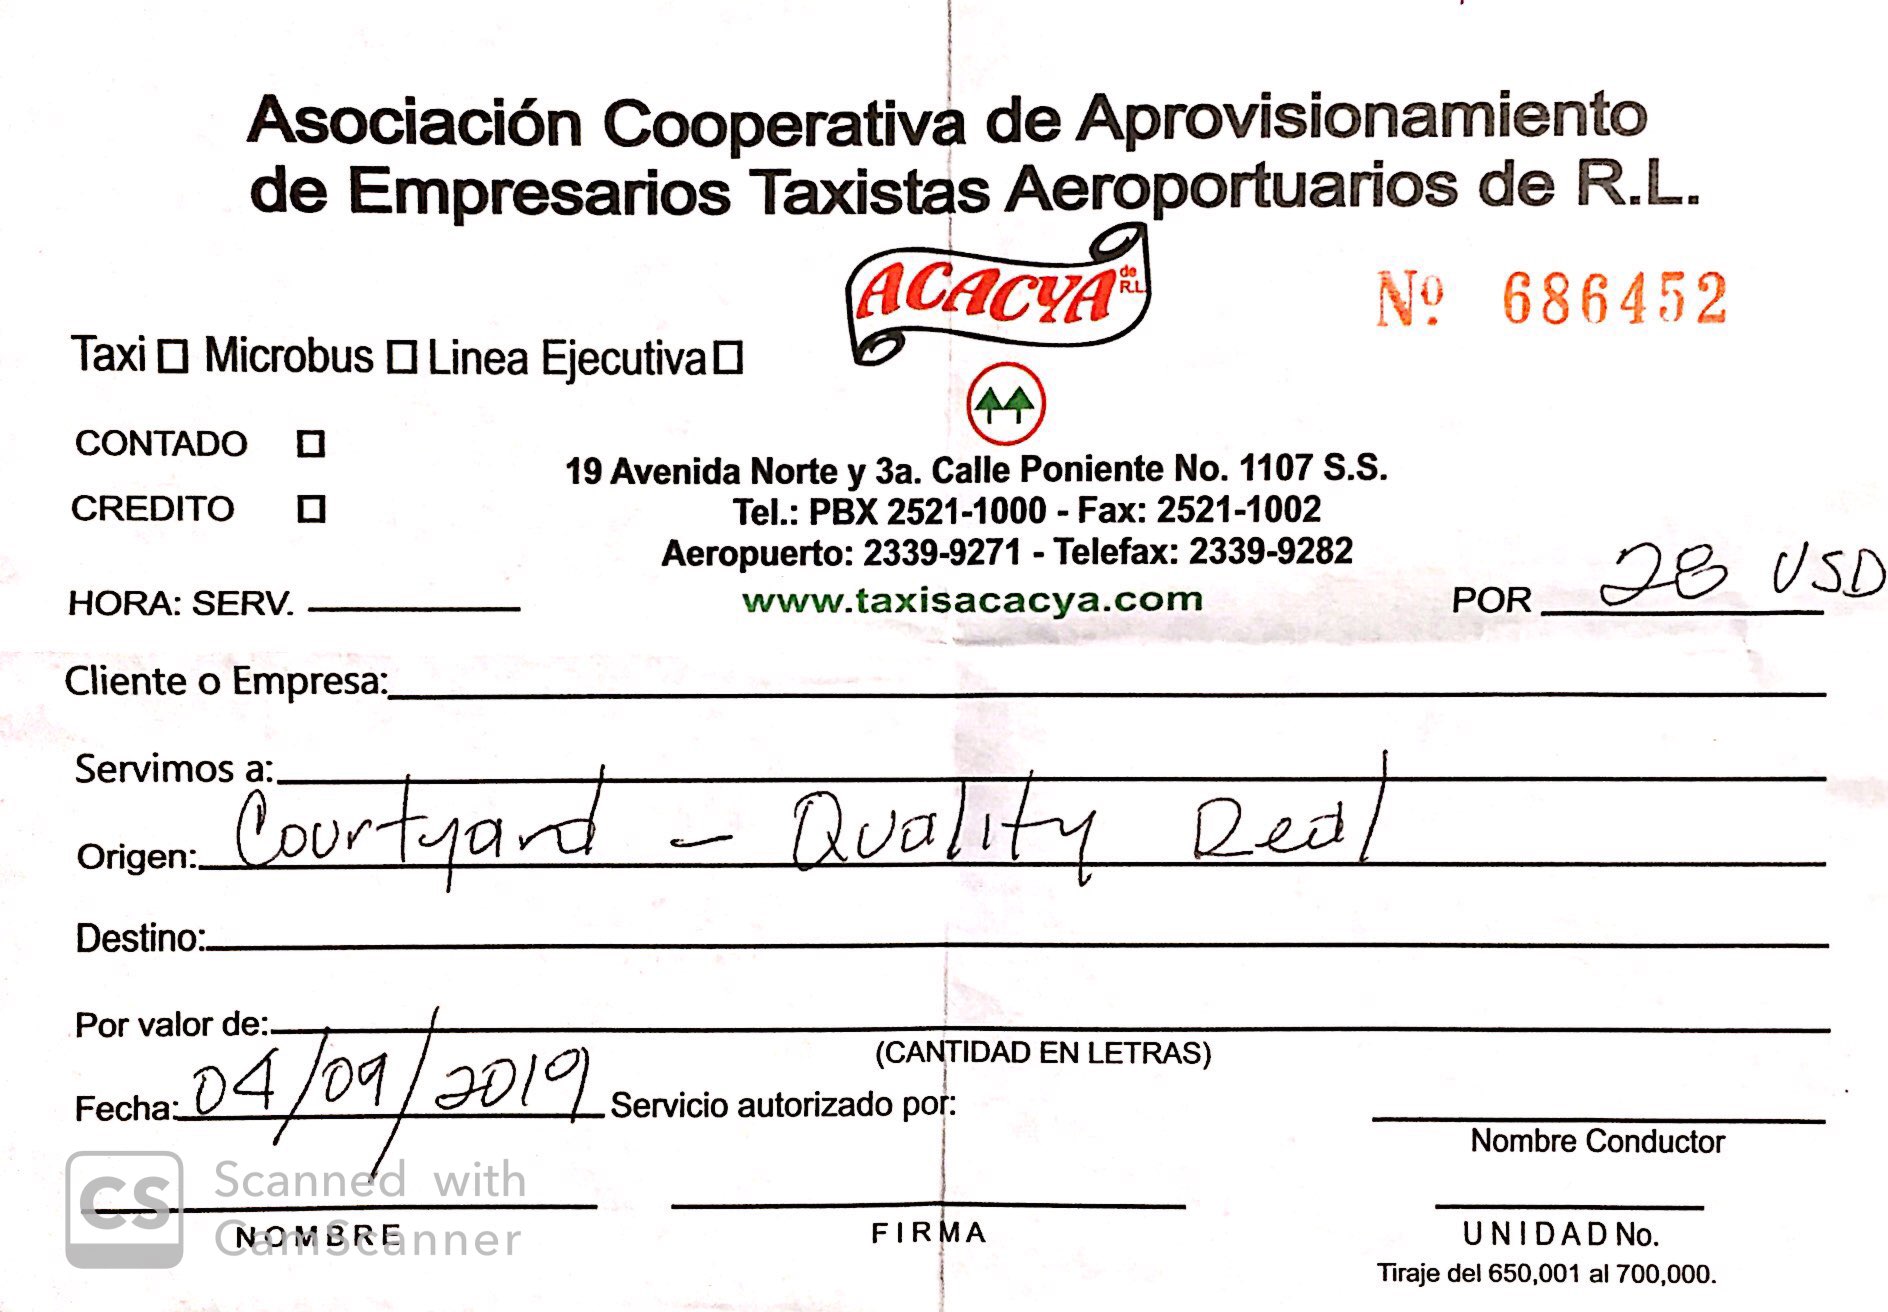 Asociación Cooperativa de Aprovisionamiento
de Empresarios Taxistas Aeroportuarios de R.L.
ACACYA de R.L.
Nº 686452
Taxi □ Microbus □ Linea Ejecutiva □
CONTADO □
CREDITO □
19 Avenida Norte y 3a. Calle Poniente No. 1107 S.S.
Tel.: PBX 2521-1000 - Fax: 2521-1002
Aeropuerto: 2339-9271 - Telefax: 2339-9282
www.taxisacacya.com
HORA: SERV.
POR 28 USD
Cliente o Empresa:
Servimos a:
Origen: Courtyard - Quality Real
Destino:
Por valor de:
(CANTIDAD EN LETRAS)
Fecha: 04/09/2019 Servicio autorizado por:
Nombre Conductor
NOMBRE
FIRMA
UNIDAD No.
Tiraje del 650,001 al 700,000.
CS Scanned with
CamScanner